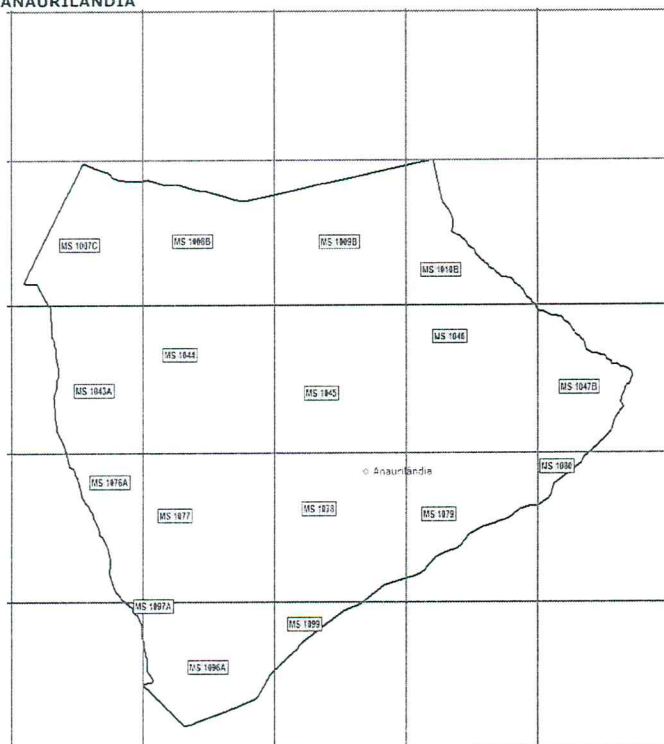 ANAURILANDIA
MS 1007C
MS 1008B
MS 1009B
MS 1010B
MS 1044
MS 1046
MS 1043A
MS 1045
MS 1047B
Anaurilândia
MS 1080
MS 1076A
MS 1077
MS 1078
MS 1079
MS 1097A
MS 1099
MS 1096A